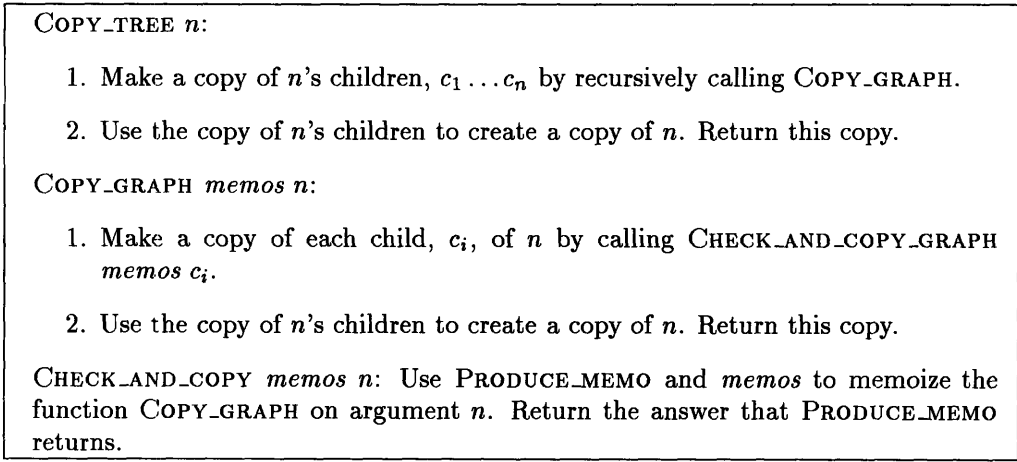 COPY_TREE n:
1. Make a copy of n's children, c₁ ... cₙ by recursively calling COPY_GRAPH.
2. Use the copy of n's children to create a copy of n. Return this copy.
COPY_GRAPH memos n:
1. Make a copy of each child, cᵢ, of n by calling CHECK_AND_COPY_GRAPH
memos cᵢ.
2. Use the copy of n's children to create a copy of n. Return this copy.
CHECK_AND_COPY memos n: Use PRODUCE_MEMO and memos to memoize the
function COPY_GRAPH on argument n. Return the answer that PRODUCE_MEMO
returns.